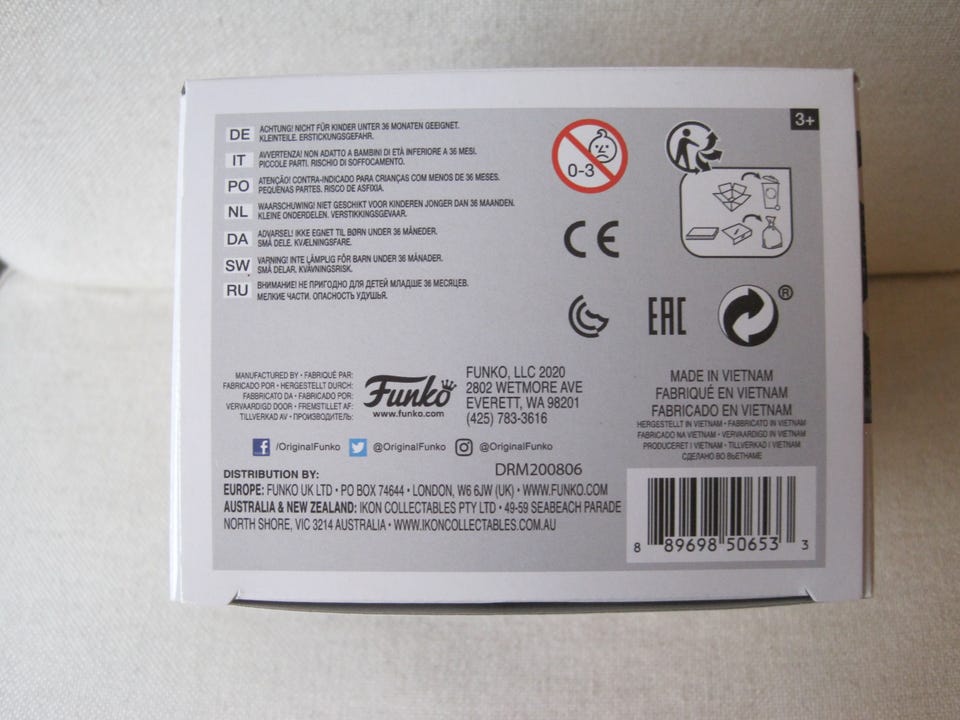 3+
DE ACHTUNG! NICHT FÜR KINDER UNTER 36 MONATEN GEEIGNET.
KLEINTEILE. ERSTICKUNGSGEFAHR.
IT AVVERTENZA! NON ADATTO A BAMBINI DI ETÀ INFERIORE A 36 MESI.
PICCOLE PARTI. RISCHIO DI SOFFOCAMENTO.
PO ATENÇÃO! CONTRA-INDICADO PARA CRIANÇAS COM MENOS DE 36 MESES.
PEQUENAS PARTES. RISCO DE ASFIXIA.
NL WAARSCHUWING! NIET GESCHIKT VOOR KINDEREN JONGER DAN 36 MAANDEN.
KLEINE ONDERDELEN. VERSTIKKINGSGEVAAR.
DA ADVARSEL! IKKE EGNET TIL BØRN UNDER 36 MÅNEDER.
SMÅ DELE. KVÆLNINGSFARE.
SW VARNING! INTE LÄMPLIG FÖR BARN UNDER 36 MÅNADER.
SMÅ DELAR. KVÄVNINGSRISK.
RU ВНИМАНИЕ! НЕ ПРИГОДНО ДЛЯ ДЕТЕЙ МЛАДШЕ 36 МЕСЯЦЕВ.
МЕЛКИЕ ЧАСТИ. ОПАСНОСТЬ УДУШЬЯ.
0-3
CE
EAC
®
MANUFACTURED BY • FABRIQUÉ PAR:
FABRICADO POR • HERGESTELLT DURCH:
FABBRICATO DA • FABRICADO POR:
VERVAARDIGD DOOR • FREMSTILLET AF:
TILLVERKAD AV • ПРОИЗВОДИТЕЛЬ:
Funko
www.funko.com
FUNKO, LLC 2020
2802 WETMORE AVE
EVERETT, WA 98201
(425) 783-3616
/OriginalFunko @OriginalFunko @OriginalFunko
DRM200806
DISTRIBUTION BY:
EUROPE: FUNKO UK LTD • PO BOX 74644 • LONDON, W6 6JW (UK) • WWW.FUNKO.COM
AUSTRALIA & NEW ZEALAND: IKON COLLECTABLES PTY LTD • 49-59 SEABEACH PARADE
NORTH SHORE, VIC 3214 AUSTRALIA • WWW.IKONCOLLECTABLES.COM.AU
MADE IN VIETNAM
FABRIQUÉ EN VIETNAM
FABRICADO EN VIETNAM
HERGESTELLT IN VIETNAM • FABBRICATO IN VIETNAM
FABRICADO NA VIETNAM • VERVAARDIGD IN VIETNAM
PRODUCERET I VIETNAM • TILLVERKAD I VIETNAM
СДЕЛАНО ВО ВЬЕТНАМЕ
8 89698 50653 3